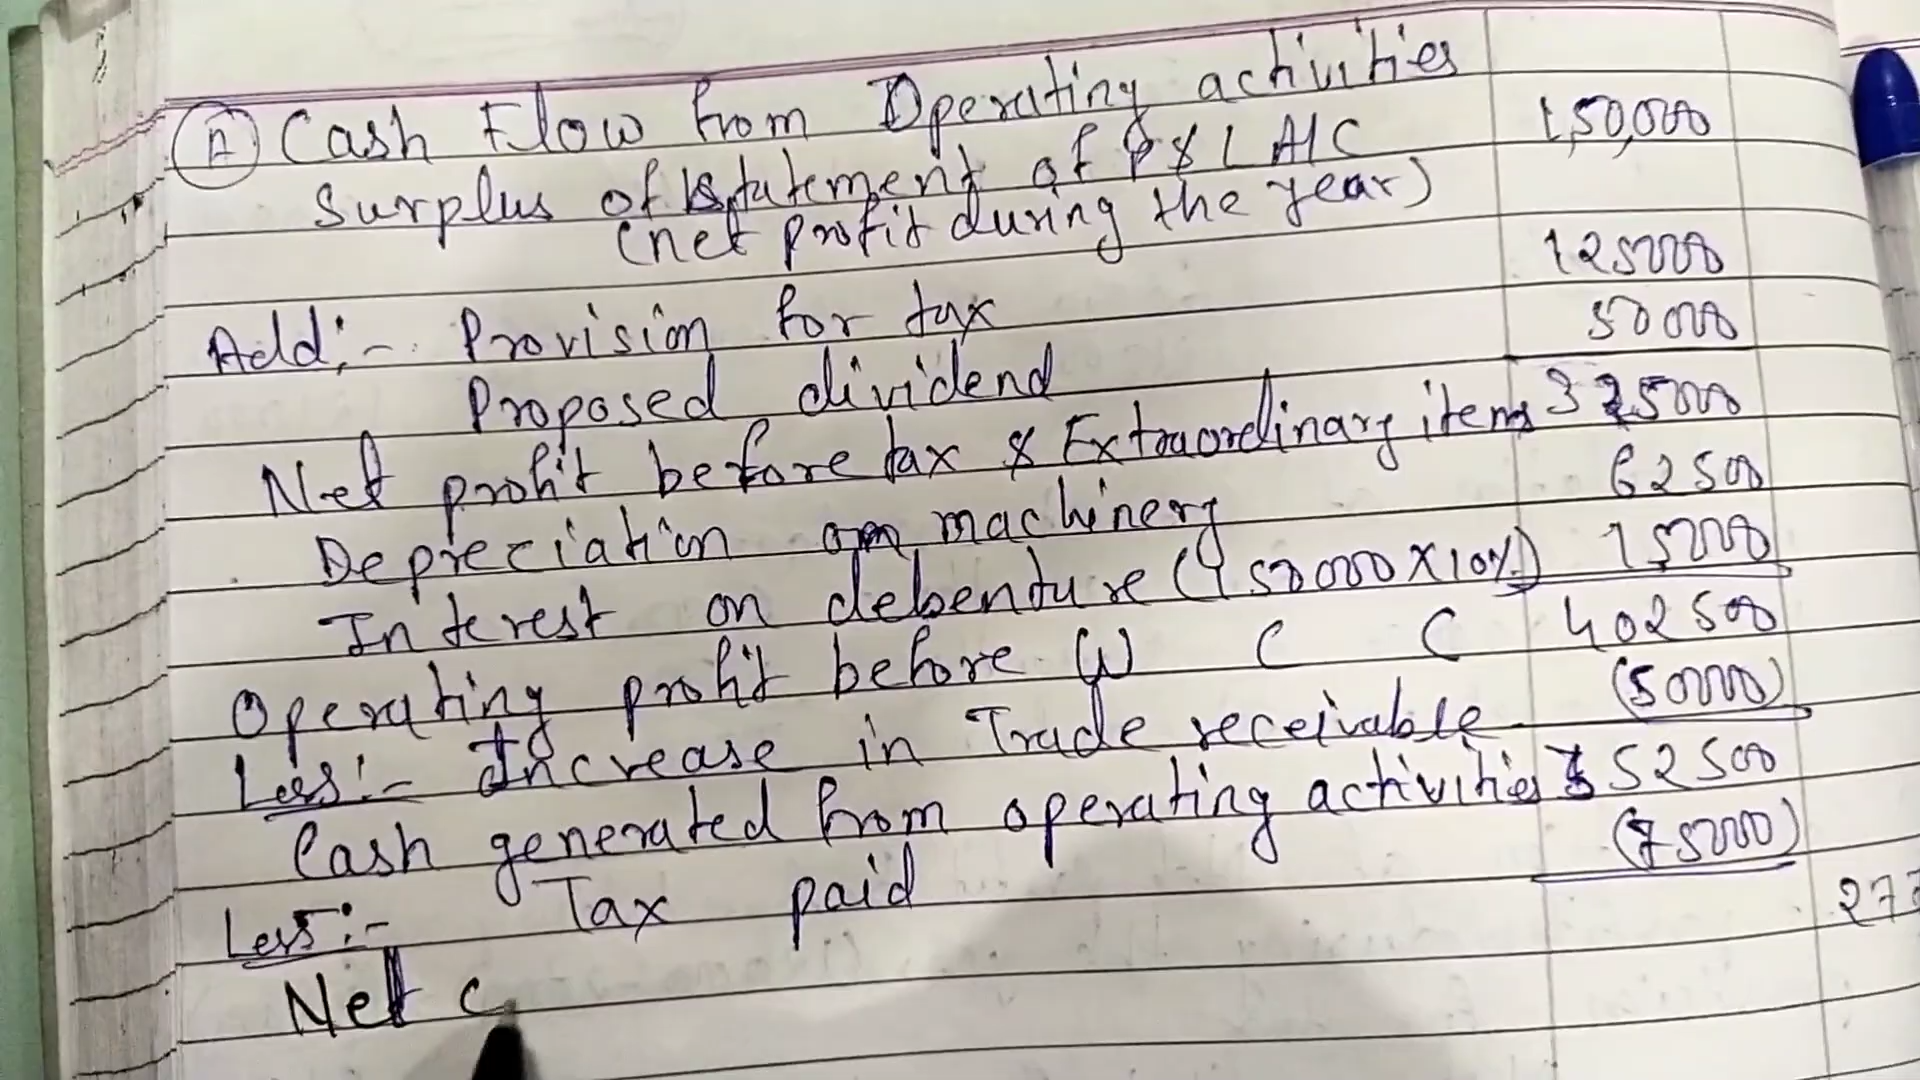 (A) Cash Flow from Operating activities
Surplus of statement of P & L A/C 1,50,000
(net profit during the year)
Add:- Provision for tax 125000
Proposed dividend 50000
Net profit before tax & Extraordinary items 325000
Depreciation on machinery 62500
Interest on debenture (150000 X 10%) 15000
Operating profit before W C C 402500
Less:- Increase in Trade receivable (50000)
Cash generated from operating activities 352500
Less:- Tax paid (75000)
Net c 277